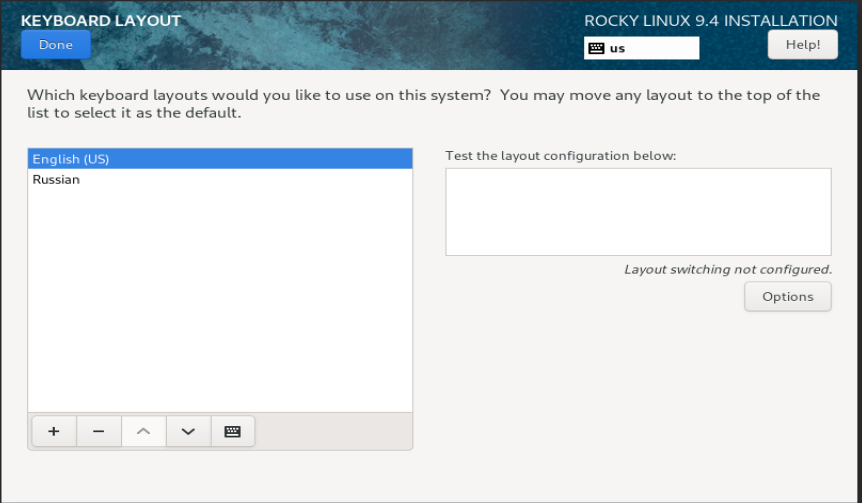 KEYBOARD LAYOUT
ROCKY LINUX 9.4 INSTALLATION
Done
us
Help!
Which keyboard layouts would you like to use on this system?  You may move any layout to the top of the
list to select it as the default.
English (US)
Russian
Test the layout configuration below:
Layout switching not configured.
Options